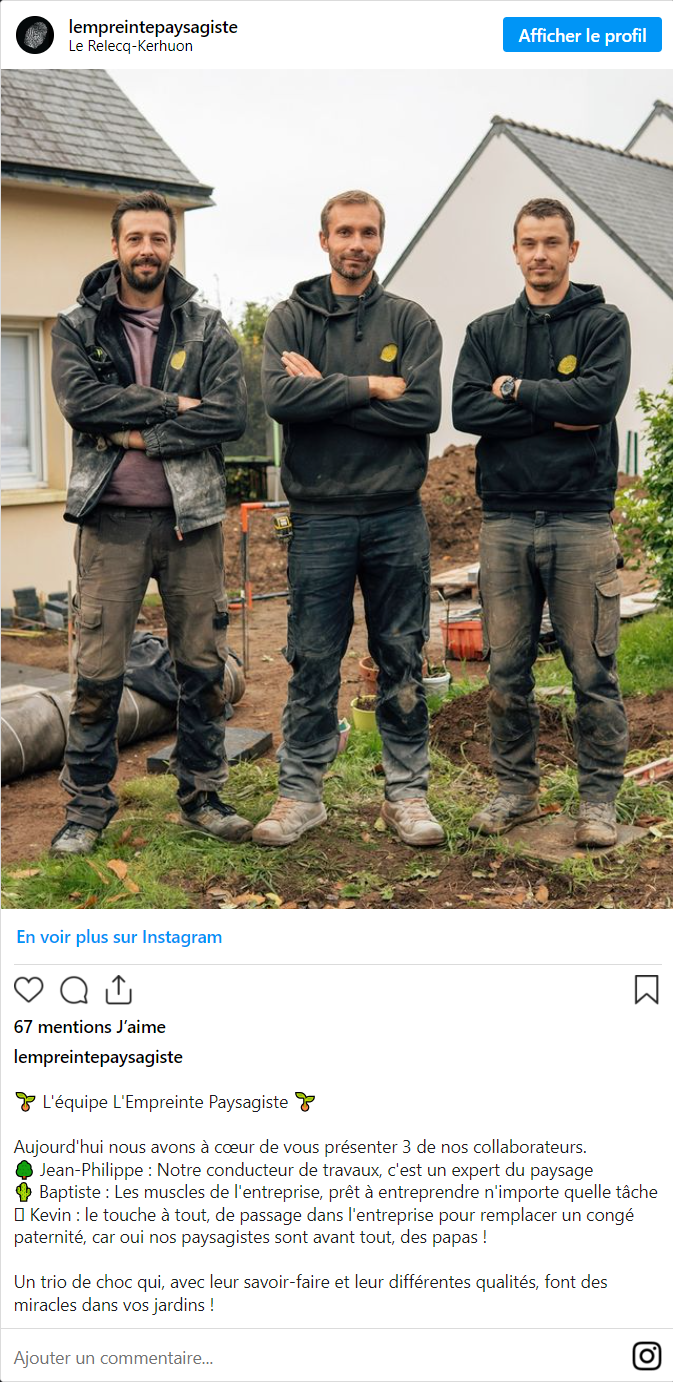 lempreintepaysagiste
Le Relecq-Kerhuon
Afficher le profil
En voir plus sur Instagram
67 mentions J’aime
lempreintepaysagiste
🌱 L'équipe L'Empreinte Paysagiste 🌱
Aujourd'hui nous avons à cœur de vous présenter 3 de nos collaborateurs.
🌳 Jean-Philippe : Notre conducteur de travaux, c'est un expert du paysage
🌵 Baptiste : Les muscles de l'entreprise, prêt à entreprendre n'importe quelle tâche
▯ Kevin : le touche à tout, de passage dans l'entreprise pour remplacer un congé
paternité, car oui nos paysagistes sont avant tout, des papas !
Un trio de choc qui, avec leur savoir-faire et leur différentes qualités, font des
miracles dans vos jardins !
Ajouter un commentaire...